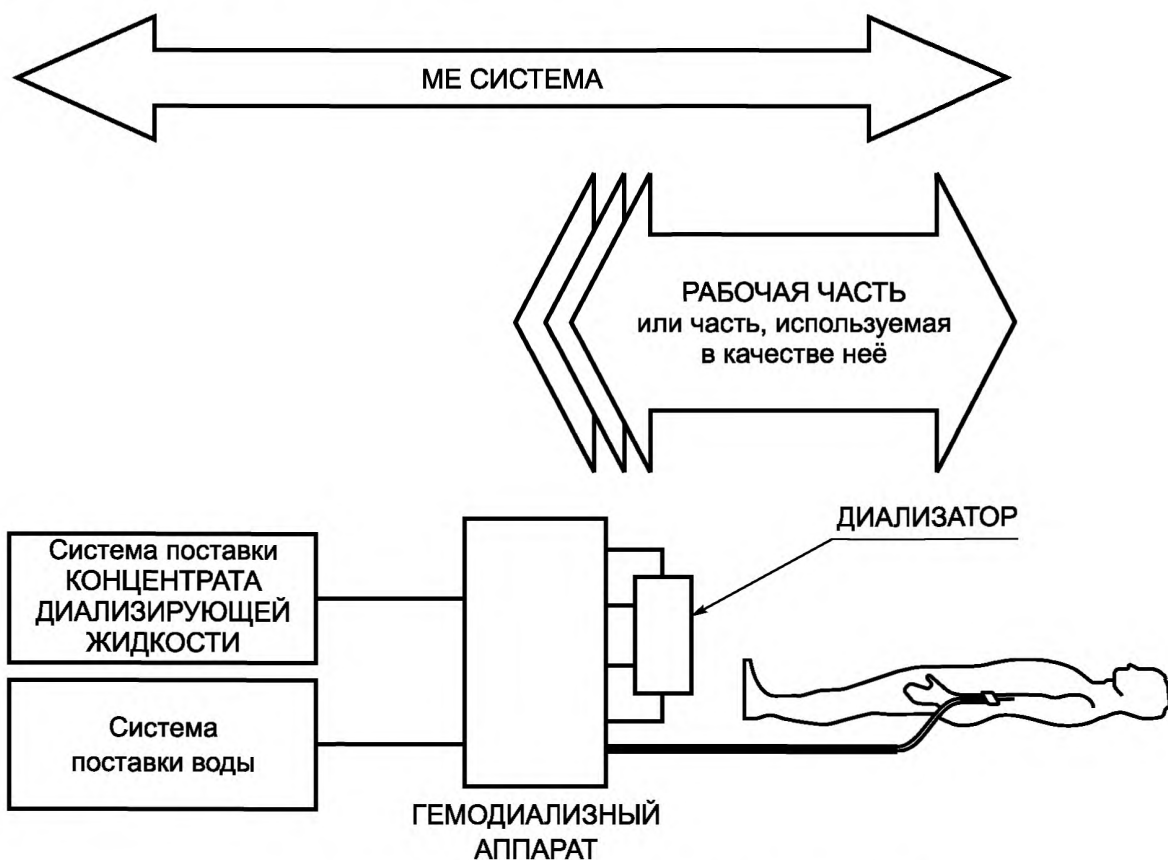 МЕ СИСТЕМА
РАБОЧАЯ ЧАСТЬ
или часть, используемая
в качестве неё
ДИАЛИЗАТОР
Система поставки
КОНЦЕНТРАТА
ДИАЛИЗИРУЮЩЕЙ
ЖИДКОСТИ
Система
поставки воды
ГЕМОДИАЛИЗНЫЙ
АППАРАТ